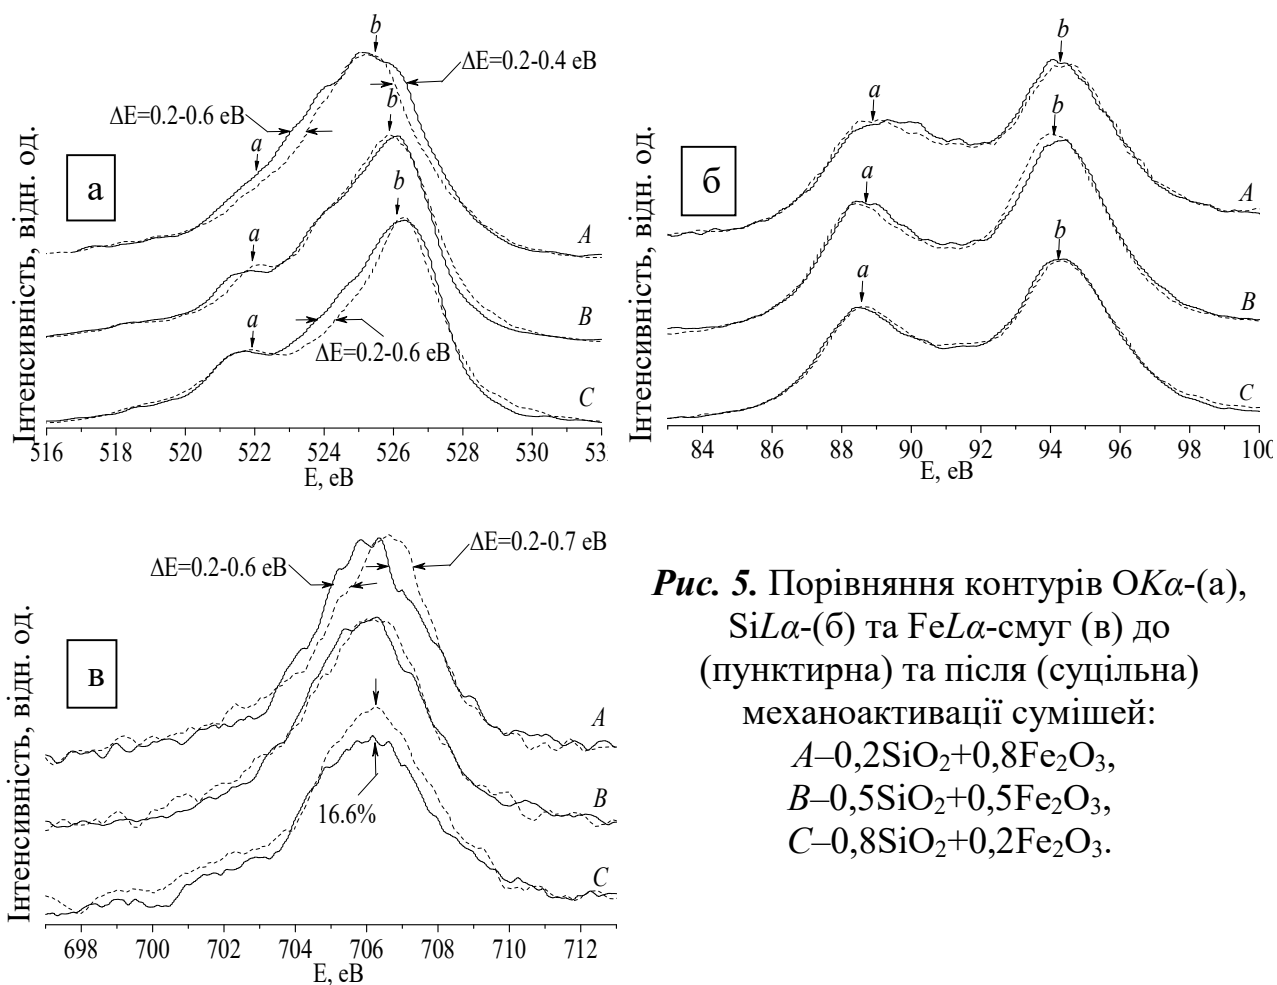 b
ΔE=0.2-0.4 eB
ΔE=0.2-0.6 eB
a
b
а
b
a
A
B
a
ΔE=0.2-0.6 eB
C
Інтенсивність, відн. од.
516 518 520 522 524 526 528 530 53
E, eB
b
a
b
б
a
A
b
B
a
C
Інтенсивність, відн. од.
84 86 88 90 92 94 96 98 100
E, eB
ΔE=0.2-0.6 eB
ΔE=0.2-0.7 eB
в
A
B
16.6%
C
Інтенсивність, відн. од.
698 700 702 704 706 708 710 712
E, eB
Рис. 5. Порівняння контурів OKα-(а),
SiLα-(б) та FeLα-смуг (в) до
(пунктирна) та після (суцільна)
механоактивації сумішей:
A–0,2SiO₂+0,8Fe₂O₃,
B–0,5SiO₂+0,5Fe₂O₃,
C–0,8SiO₂+0,2Fe₂O₃.